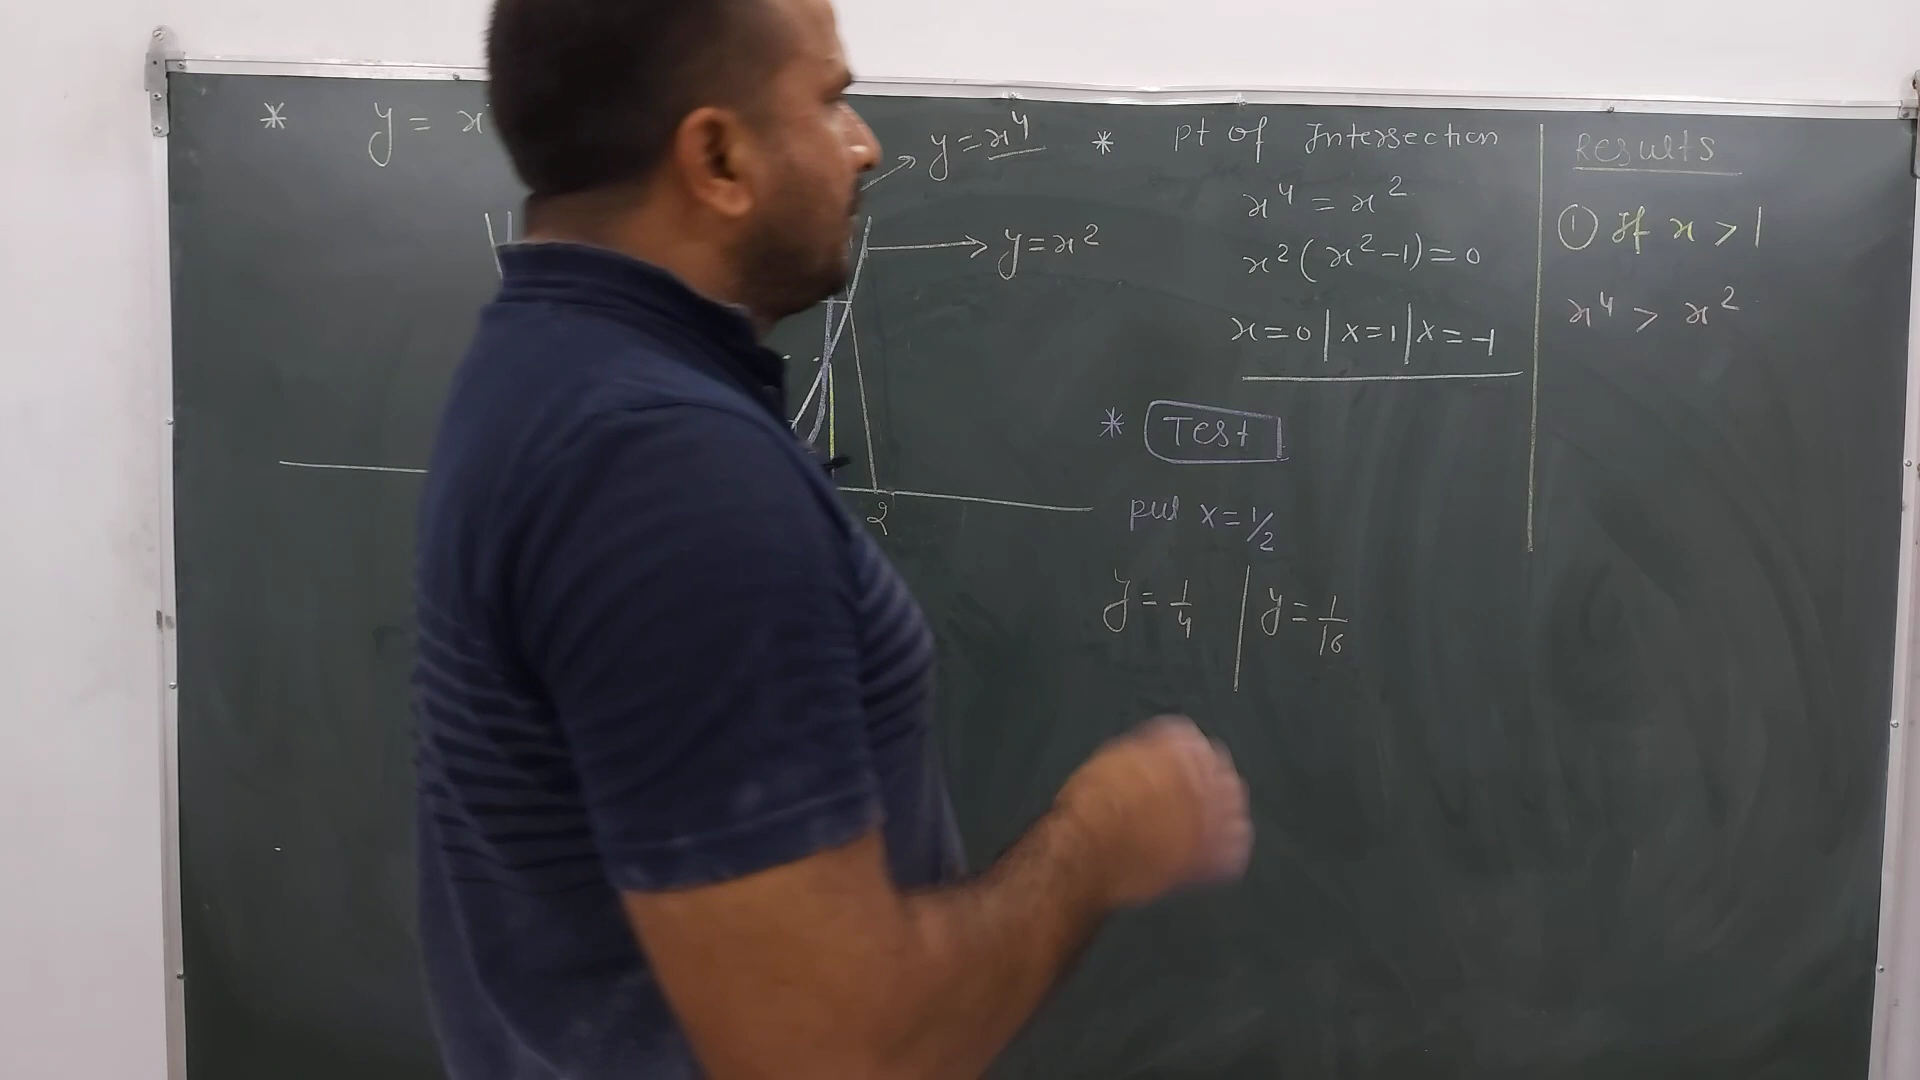 * y = x
y = x⁴
y = x²
2
* Pt of Intersection
x⁴ = x²
x²(x²-1) = 0
x=0 | x=1 | x=-1
* Test
put x=1/2
y = 1/4 | y = 1/16
Results
① If x > 1
x⁴ > x²